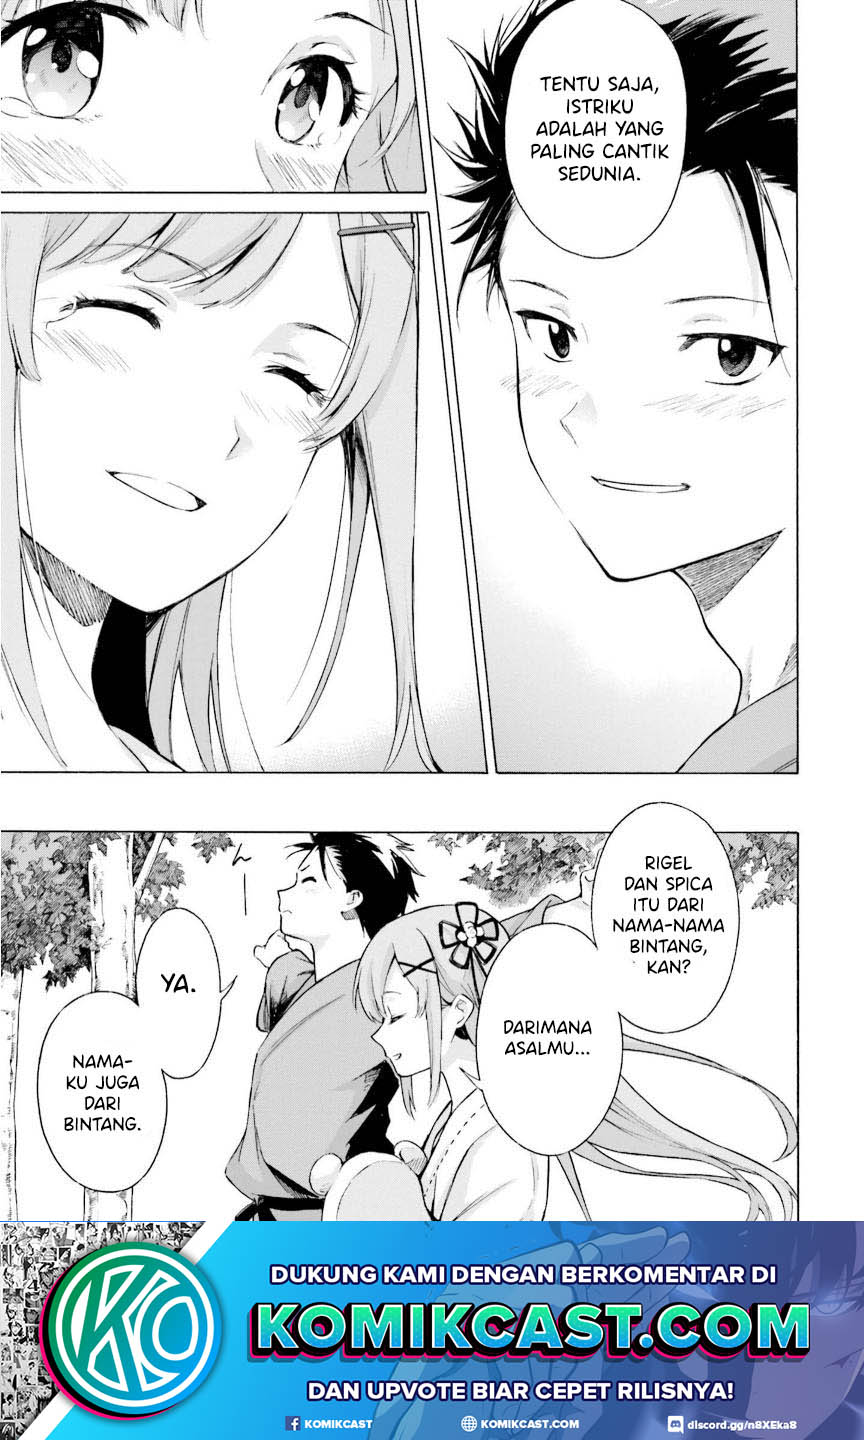 TENTU SAJA,
ISTRIKU
ADALAH YANG
PALING CANTIK
SEDUNIA.
RIGEL
DAN SPICA
ITU DARI
NAMA-NAMA
BINTANG,
KAN?
DARIMANA
ASALMU...
YA.
NAMA-
KU JUGA
DARI
BINTANG.
KO
DUKUNG KAMI DENGAN BERKOMENTAR DI
KOMIKCAST.COM
DAN UPVOTE BIAR CEPET RILISNYA!
KOMIKCAST
KOMIKCAST.COM
discord.gg/n8XEka8